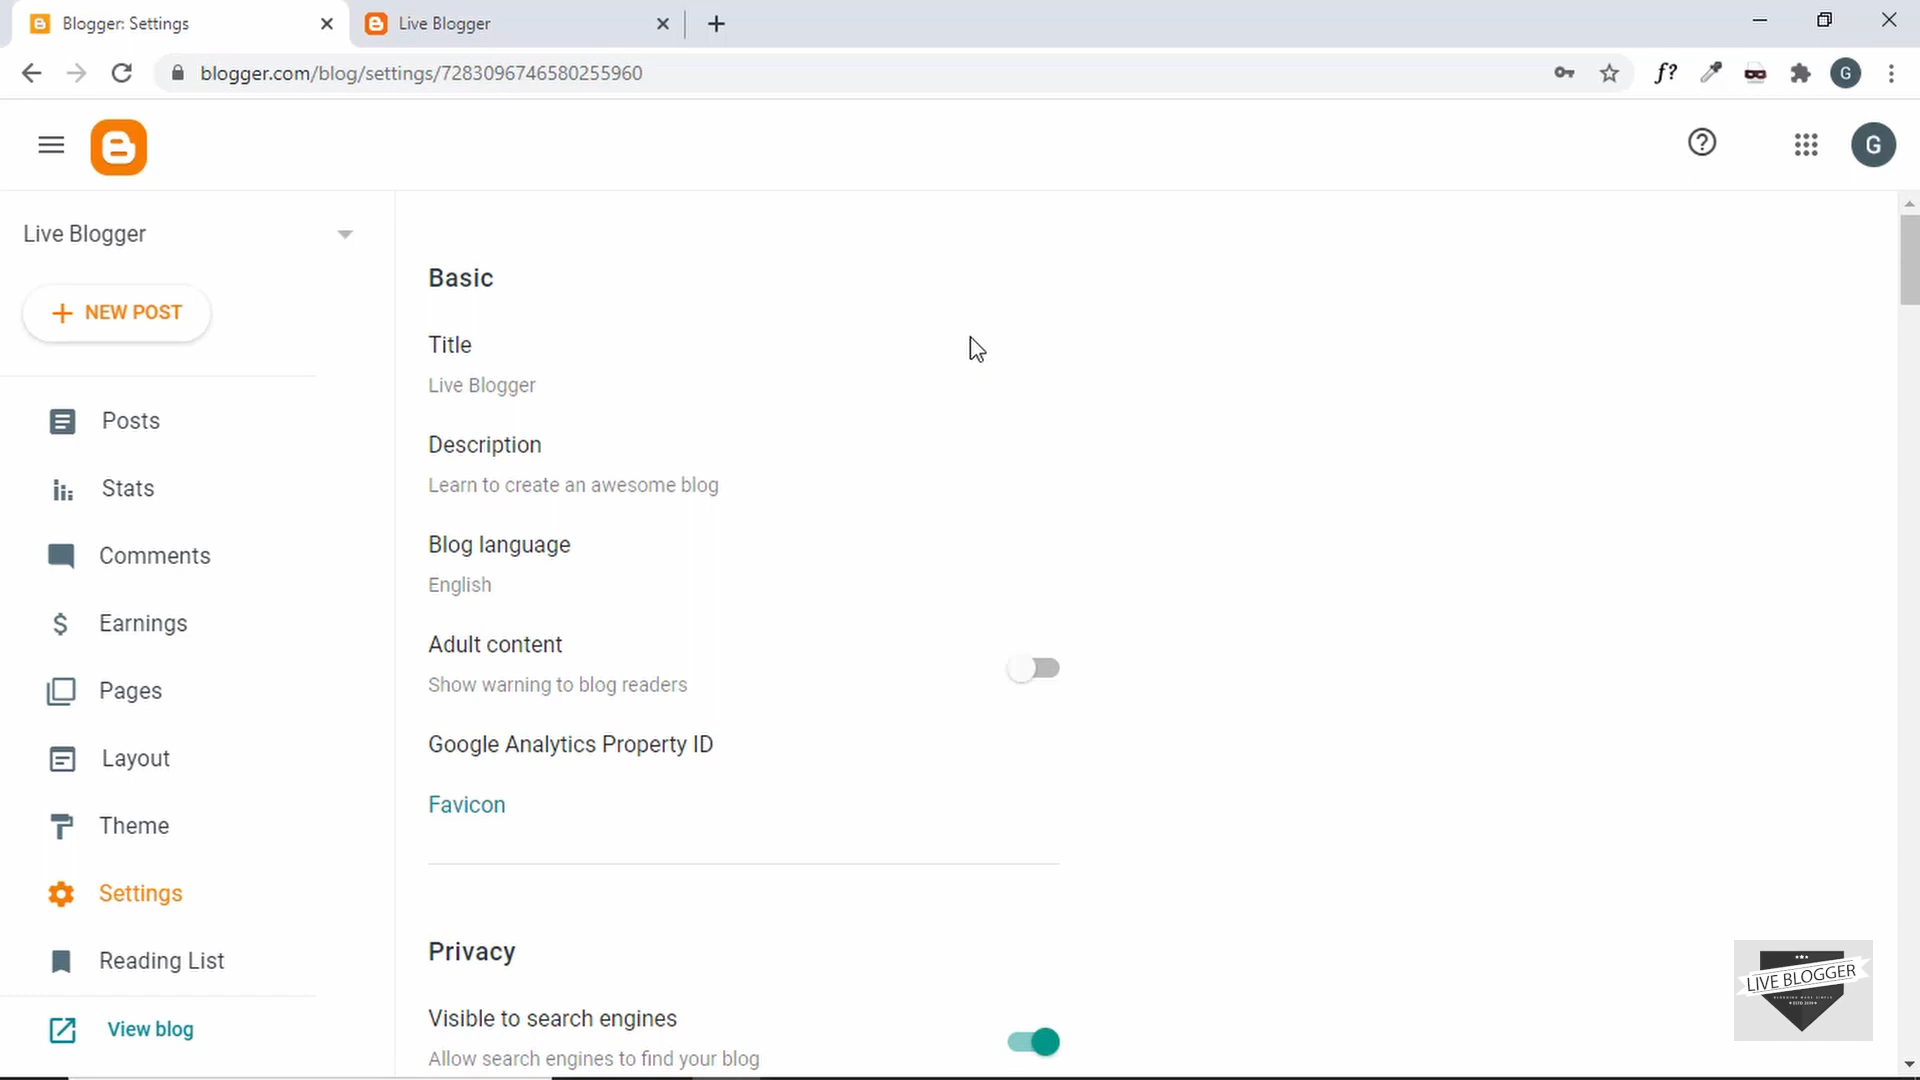 Blogger: Settings
Live Blogger
blogger.com/blog/settings/7283096746580255960
f?
G
G
Live Blogger
NEW POST
Posts
Stats
Comments
Earnings
Pages
Layout
Theme
Settings
Reading List
View blog
Basic
Title
Live Blogger
Description
Learn to create an awesome blog
Blog language
English
Adult content
Show warning to blog readers
Google Analytics Property ID
Favicon
Privacy
Visible to search engines
Allow search engines to find your blog
LIVE BLOGGER